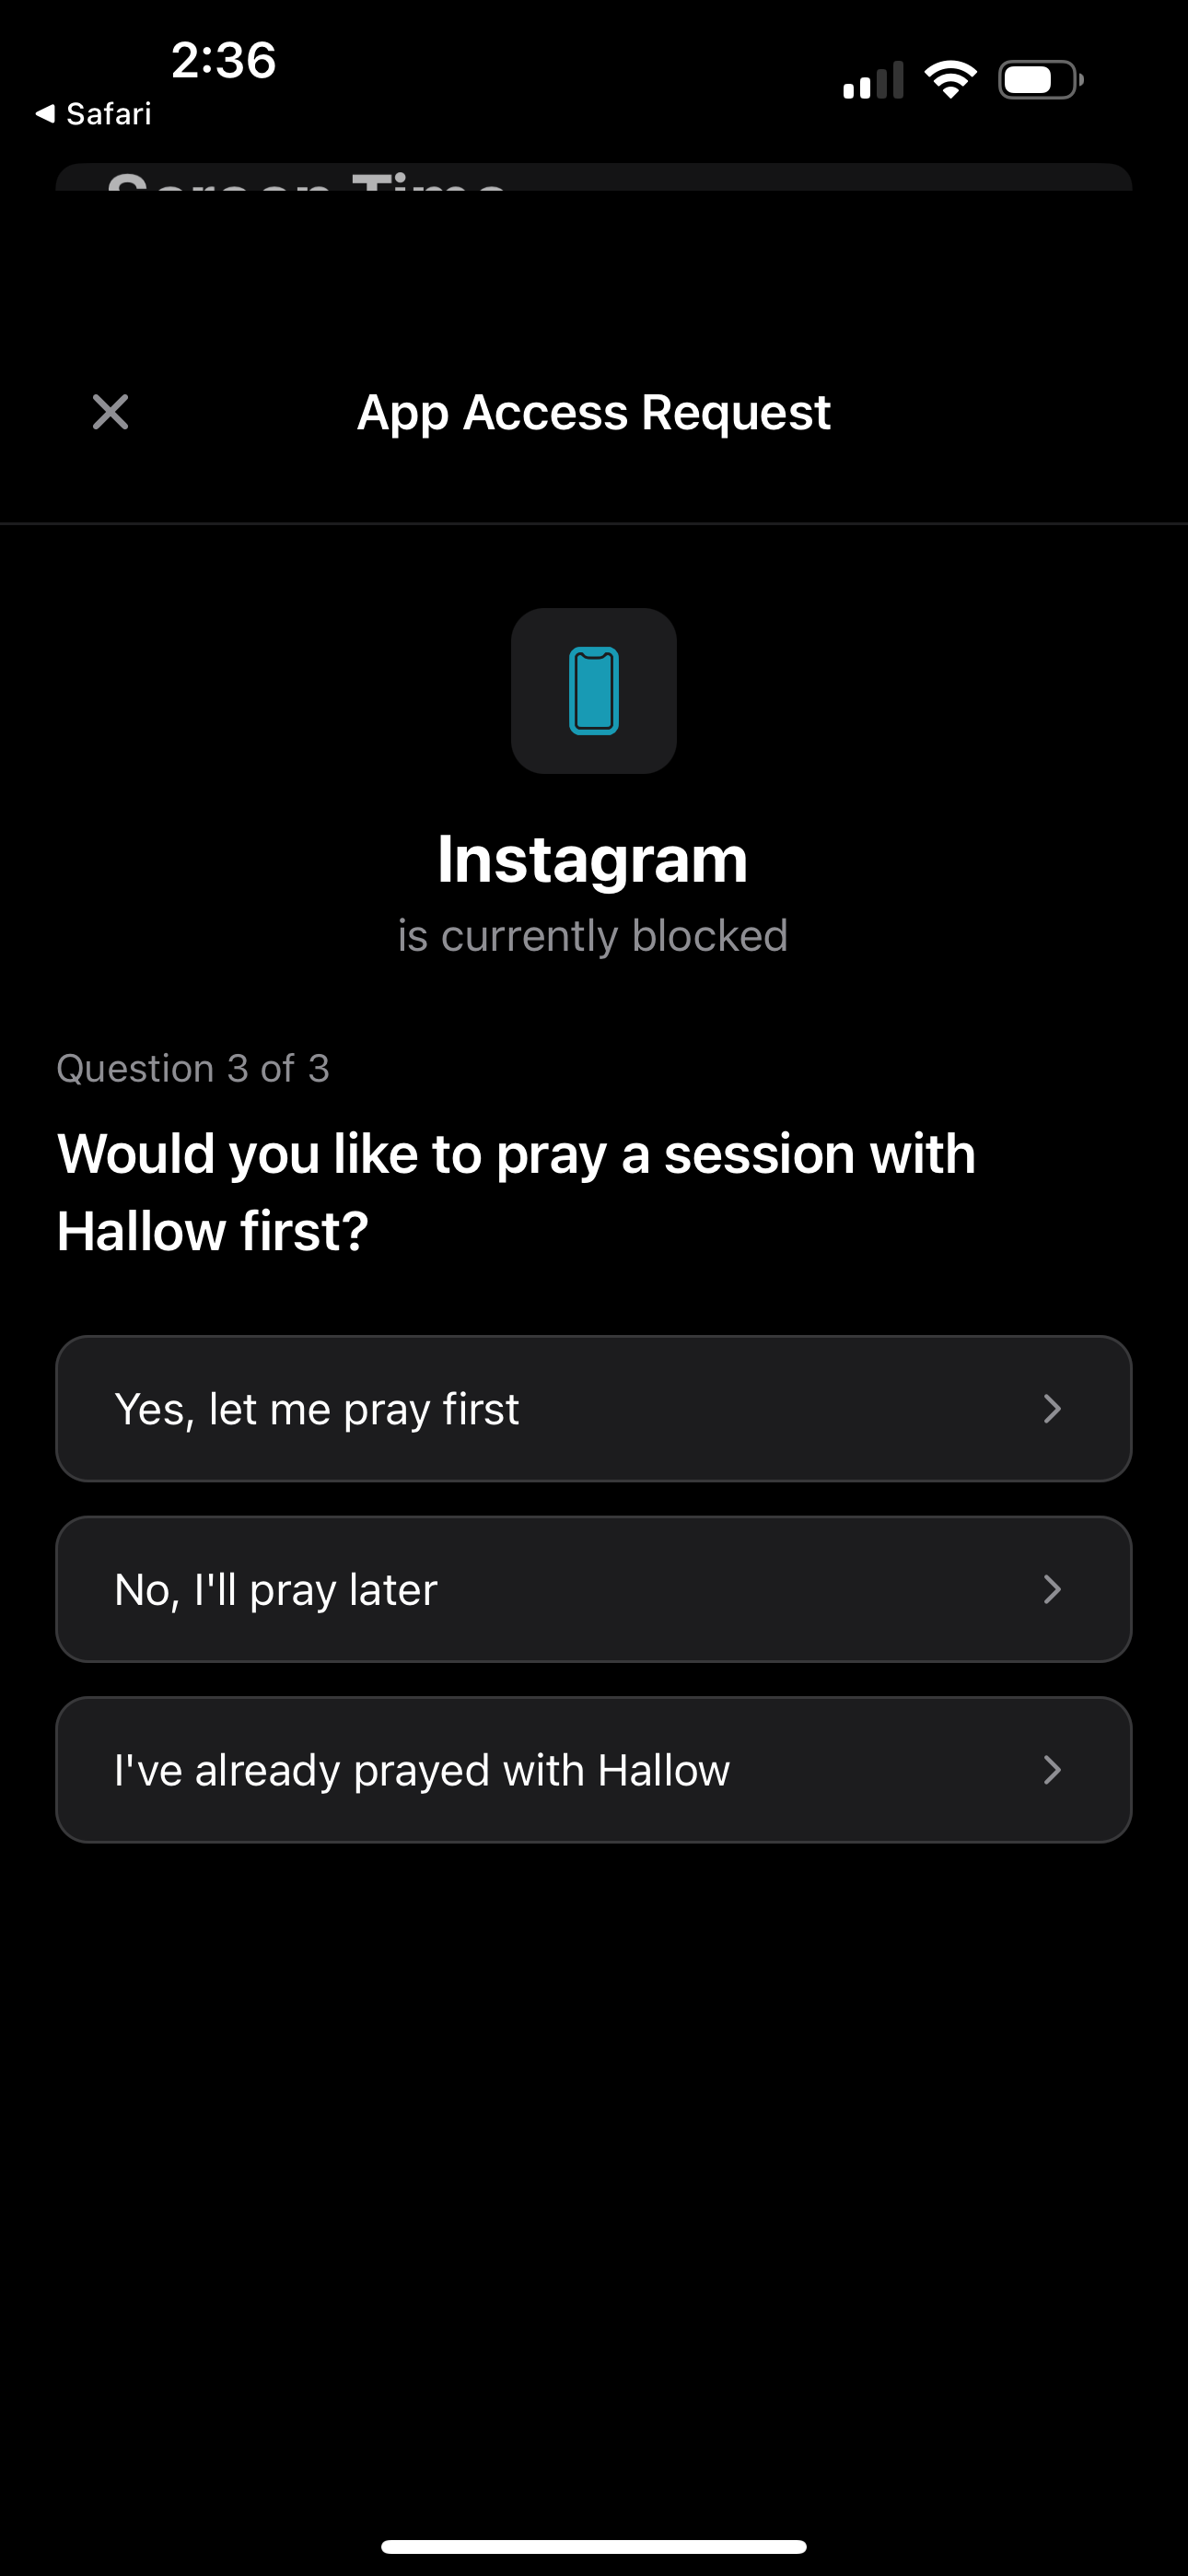 2:36
Safari
Screen Time
App Access Request
Instagram
is currently blocked
Question 3 of 3
Would you like to pray a session with
Hallow first?
Yes, let me pray first
No, I'll pray later
I've already prayed with Hallow